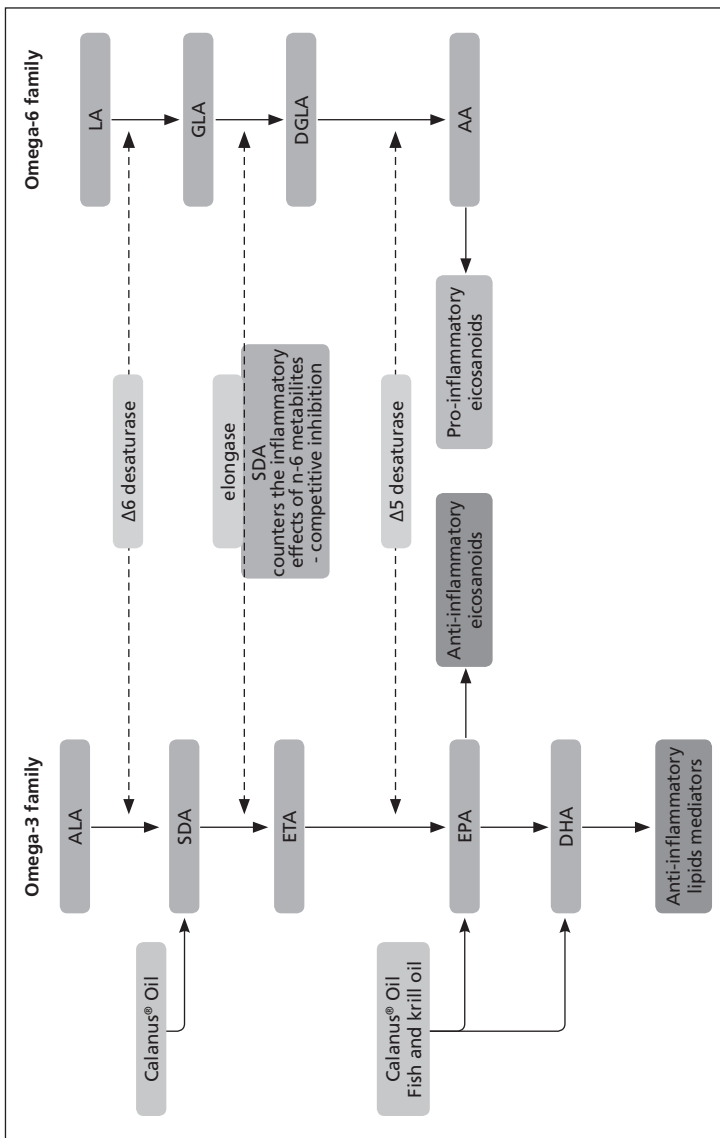 Omega-3 family
Omega-6 family
ALA
Δ6 desaturase
LA
Calanus® Oil
SDA
elongase
GLA
SDA
counters the inflammatory
effects of n-6 metabilites
- competitive inhibition
ETA
DGLA
Calanus® Oil
Fish and krill oil
Δ5 desaturase
EPA
Anti-inflammatory
eicosanoids
Pro-inflammatory
eicosanoids
AA
DHA
Anti-inflammatory
lipids mediators